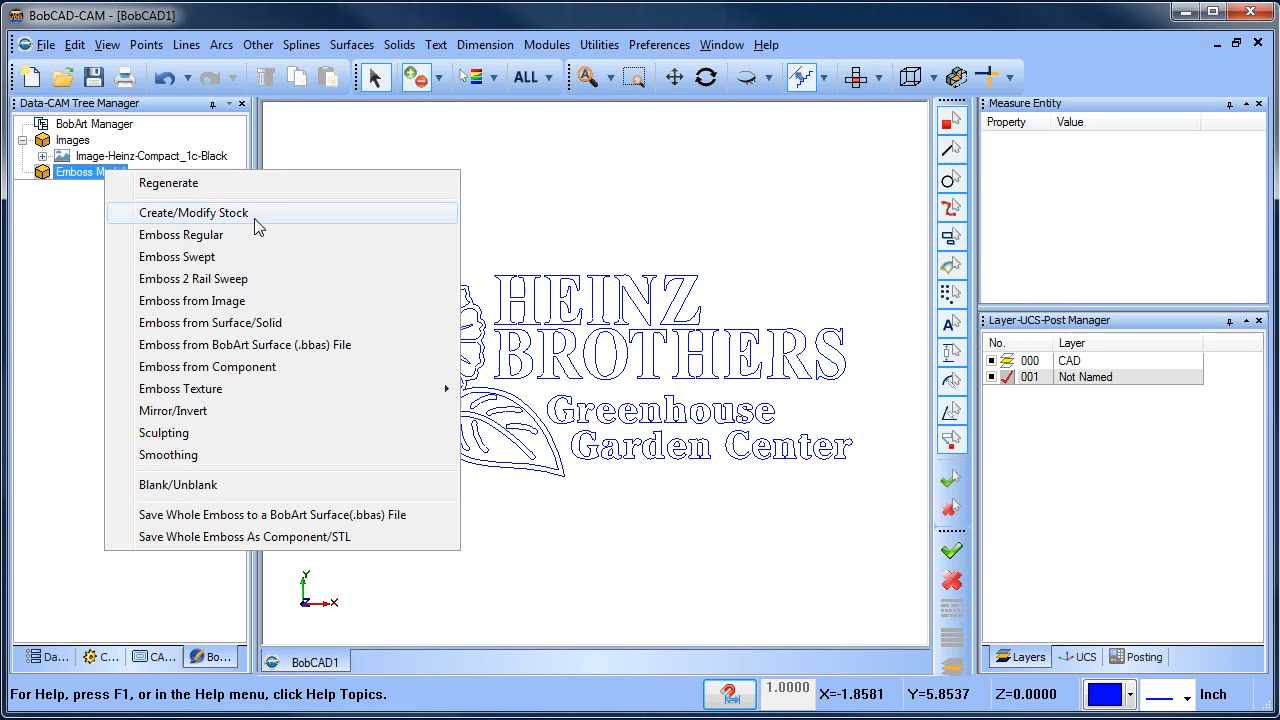 BobCAD-CAM - [BobCAD1]
File Edit View Points Lines Arcs Other Splines Surfaces Solids Text Dimension Modules Utilities Preferences Window Help
ALL
Data-CAM Tree Manager
BobArt Manager
Images
Image-Heinz-Compact_1c-Black
Emboss
Regenerate
Create/Modify Stock
Emboss Regular
Emboss Swept
Emboss 2 Rail Sweep
Emboss from Image
Emboss from Surface/Solid
Emboss from BobArt Surface (.bbas) File
Emboss from Component
Emboss Texture
Mirror/Invert
Sculpting
Smoothing
Blank/Unblank
Save Whole Emboss to a BobArt Surface(.bbas) File
Save Whole Emboss As Component/STL
HEINZ
BROTHERS
Greenhouse
Garden Center
Y
Z
X
Measure Entity
Property Value
Layer-UCS-Post Manager
No. Layer
000 CAD
001 Not Named
Da... C... CA... Bo...
BobCAD1
Layers UCS Posting
For Help, press F1, or in the Help menu, click Help Topics.
1.0000 X=-1.8581 Y=5.8537 Z=0.0000 Inch